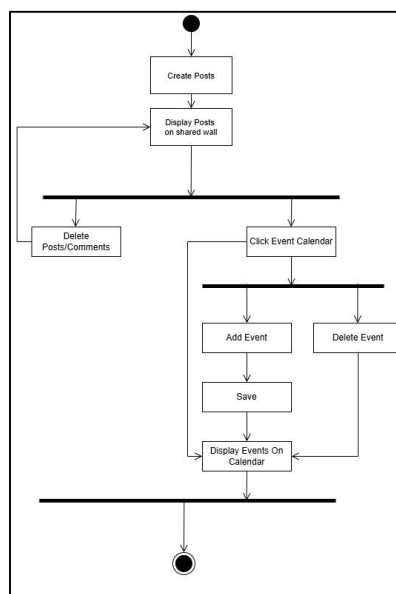 Create Posts
Display Posts
on shared wall
Delete
Posts/Comments
Click Event Calendar
Add Event
Delete Event
Save
Display Events On
Calendar